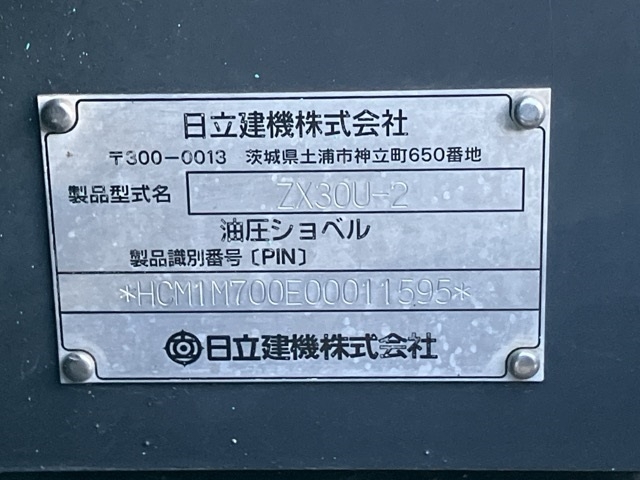 日立建機株式会社
〒300-0013 茨城県土浦市神立町650番地
製品型式名 ZX30U-2
油圧ショベル
製品識別番号〔PIN〕
*HCM1M700E00011595*
日立建機株式会社